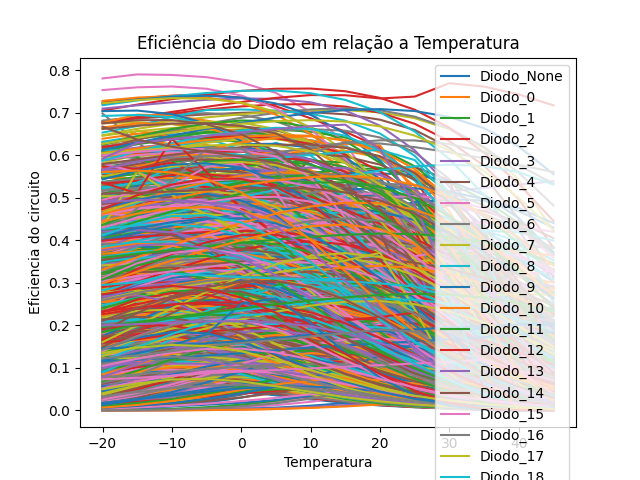 Eficiência do Diodo em relação a Temperatura
0.8
0.7
0.6
0.5
0.4
0.3
0.2
0.1
0.0
Eficiencia do circuito
−20
−10
0
10
20
30
40
Temperatura
Diodo_None
Diodo_0
Diodo_1
Diodo_2
Diodo_3
Diodo_4
Diodo_5
Diodo_6
Diodo_7
Diodo_8
Diodo_9
Diodo_10
Diodo_11
Diodo_12
Diodo_13
Diodo_14
Diodo_15
Diodo_16
Diodo_17
Diodo_18